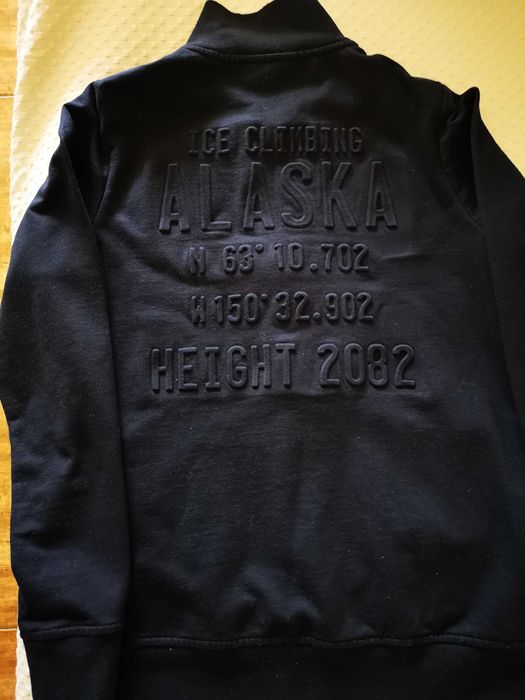 ICE CLIMBING
ALASKA
N 63° 10.702
W 150° 32.902
HEIGHT 2082